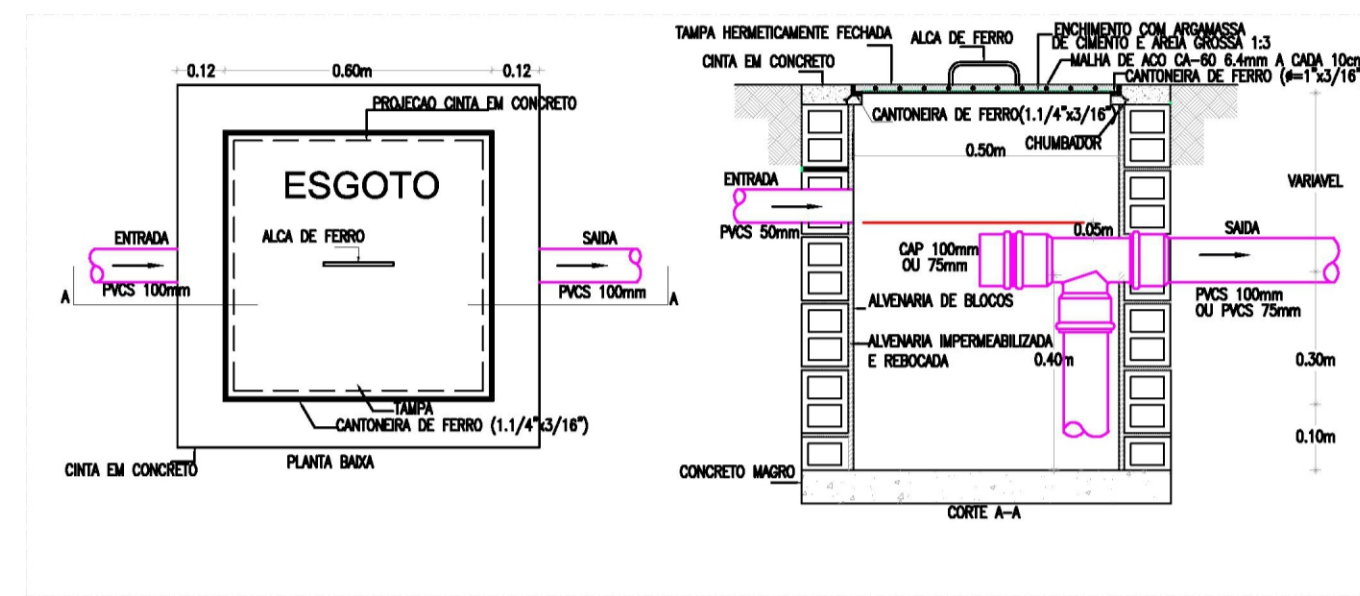 0.12
0.60m
0.12
PROJECAO CINTA EM CONCRETO
ESGOTO
ALCA DE FERRO
ENTRADA
PVCS 100mm
SAIDA
PVCS 100mm
A
A
TAMPA
CANTONEIRA DE FERRO (1.1/4"x3/16")
CINTA EM CONCRETO
PLANTA BAIXA
TAMPA HERMETICAMENTE FECHADA
ALCA DE FERRO
ENCHIMENTO COM ARGAMASSA
DE CIMENTO E AREIA GROSSA 1:3
MALHA DE ACO CA-60 6.4mm A CADA 10cm
CINTA EM CONCRETO
CANTONEIRA DE FERRO (ø=1"x3/16"
CANTONEIRA DE FERRO(1.1/4"x3/16")
CHUMBADOR
0.50m
ENTRADA
PVCS 50mm
VARIAVEL
0.05m
SAIDA
CAP 100mm
OU 75mm
PVCS 100mm
OU PVCS 75mm
ALVENARIA DE BLOCOS
ALVENARIA IMPERMEABILIZADA
E REBOCADA
0.40m
0.30m
0.10m
CONCRETO MAGRO
CORTE A-A